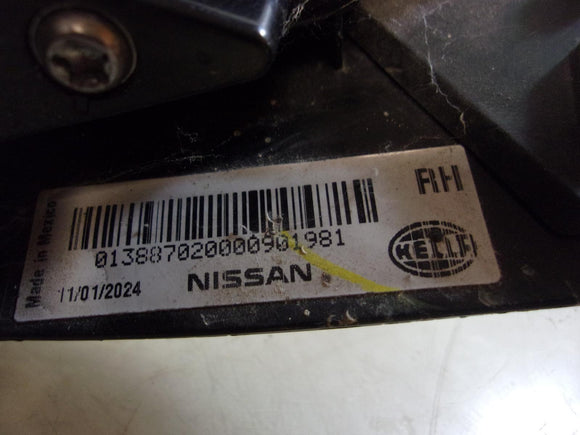 Made in Mexico
RH
013887020000901981
HELLA
11/01/2024
NISSAN